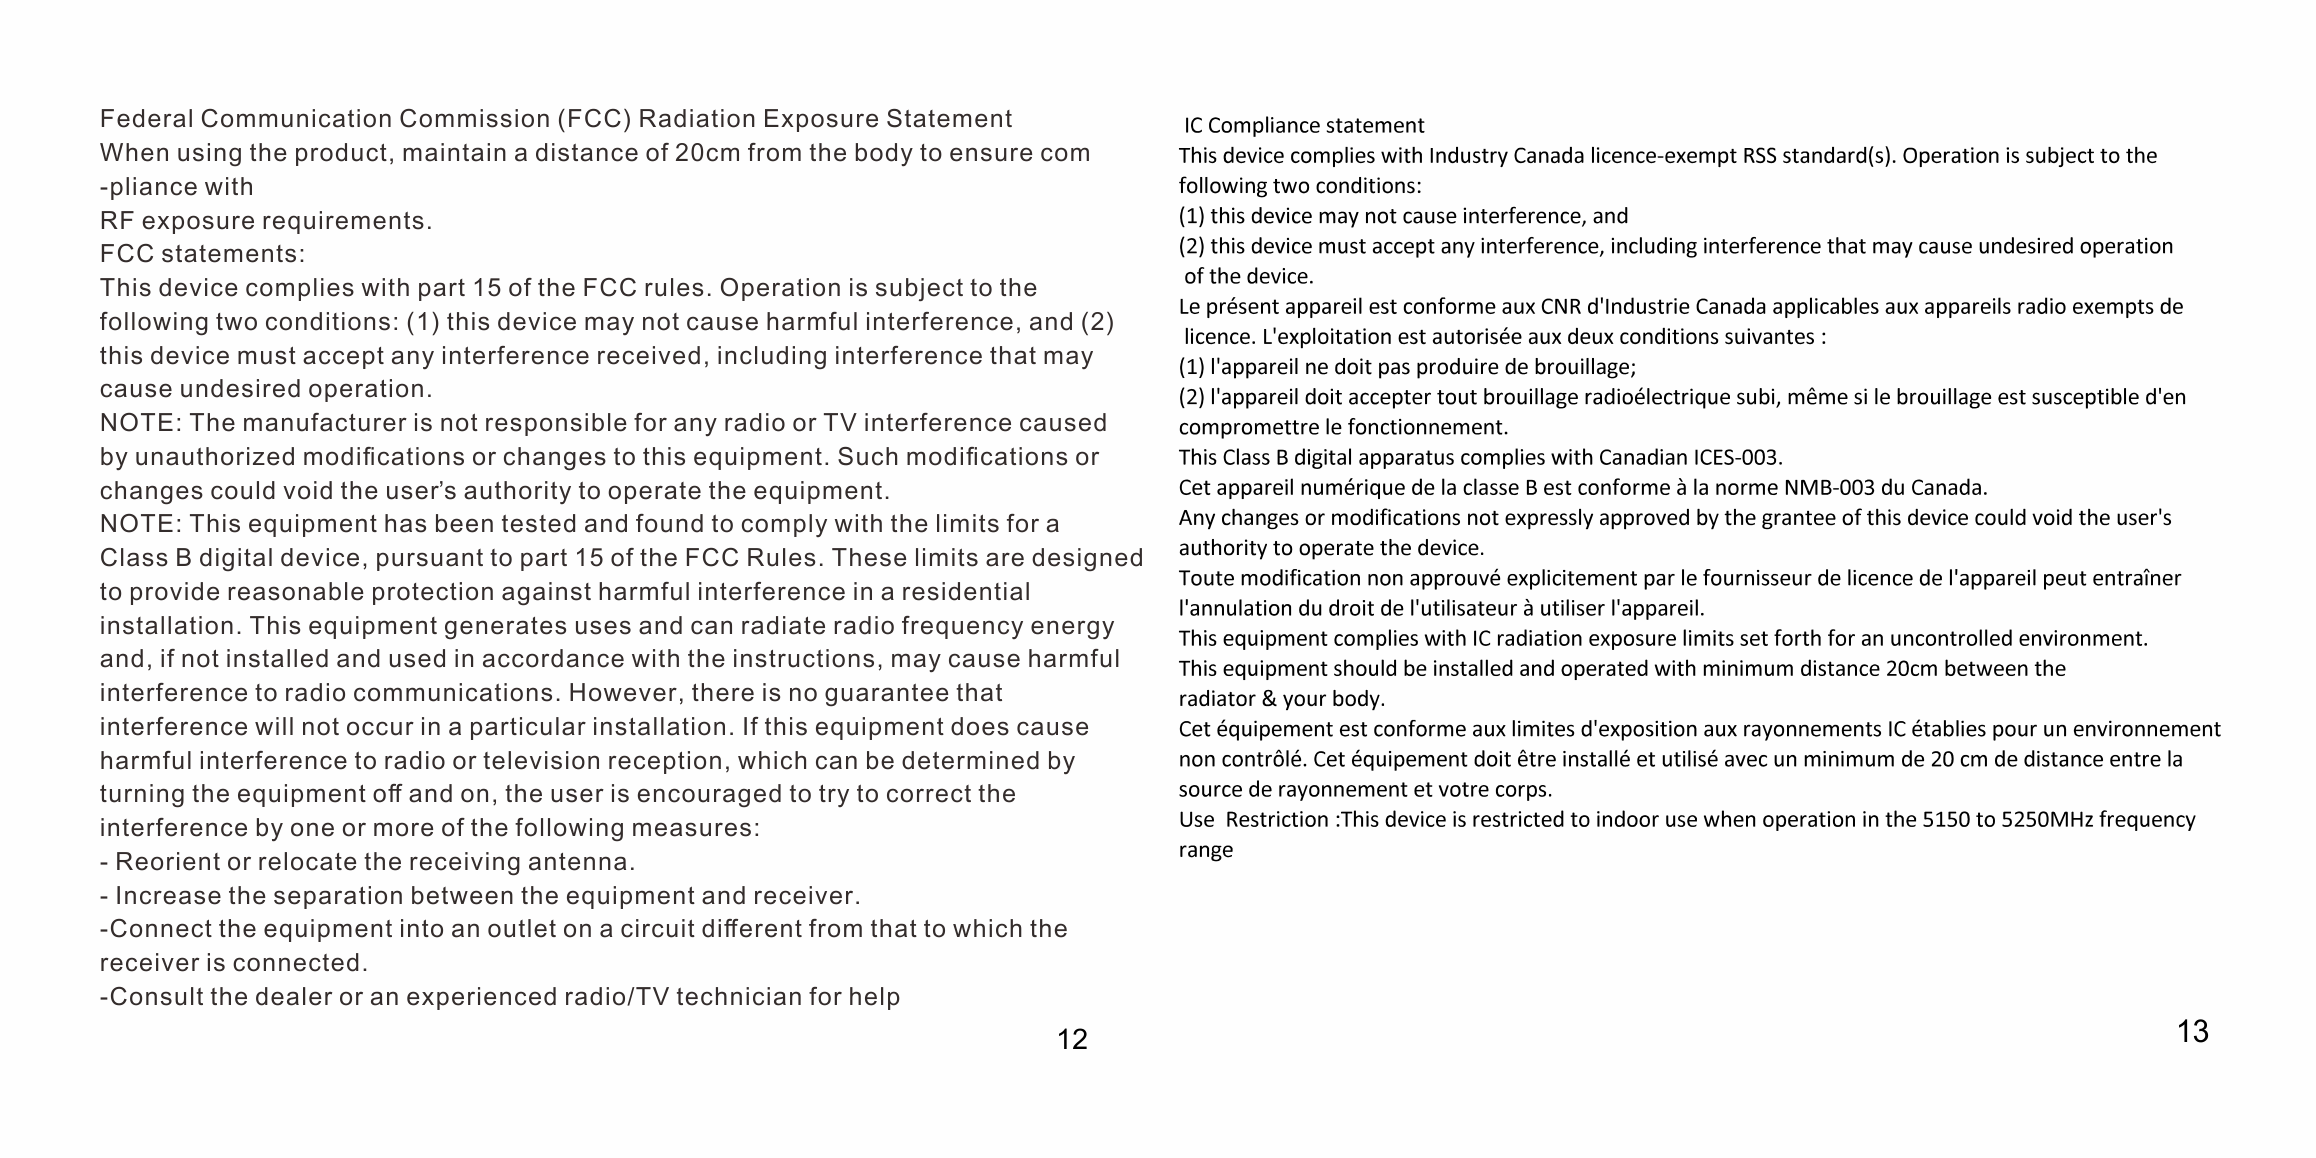 Federal Communication Commission (FCC) Radiation Exposure Statement
When using the product, maintain a distance of 20cm from the body to ensure com
-pliance with
RF exposure requirements.
FCC statements:
This device complies with part 15 of the FCC rules. Operation is subject to the
following two conditions: (1) this device may not cause harmful interference, and (2)
this device must accept any interference received, including interference that may
cause undesired operation.
NOTE: The manufacturer is not responsible for any radio or TV interference caused
by unauthorized modifications or changes to this equipment. Such modifications or
changes could void the user’s authority to operate the equipment.
NOTE: This equipment has been tested and found to comply with the limits for a
Class B digital device, pursuant to part 15 of the FCC Rules. These limits are designed
to provide reasonable protection against harmful interference in a residential
installation. This equipment generates uses and can radiate radio frequency energy
and, if not installed and used in accordance with the instructions, may cause harmful
interference to radio communications. However, there is no guarantee that
interference will not occur in a particular installation. If this equipment does cause
harmful interference to radio or television reception, which can be determined by
turning the equipment off and on, the user is encouraged to try to correct the
interference by one or more of the following measures:
- Reorient or relocate the receiving antenna.
- Increase the separation between the equipment and receiver.
-Connect the equipment into an outlet on a circuit different from that to which the
receiver is connected.
-Consult the dealer or an experienced radio/TV technician for help
12
IC Compliance statement
This device complies with Industry Canada licence-exempt RSS standard(s). Operation is subject to the
following two conditions:
(1) this device may not cause interference, and
(2) this device must accept any interference, including interference that may cause undesired operation
of the device.
Le présent appareil est conforme aux CNR d'Industrie Canada applicables aux appareils radio exempts de
licence. L'exploitation est autorisée aux deux conditions suivantes :
(1) l'appareil ne doit pas produire de brouillage;
(2) l'appareil doit accepter tout brouillage radioélectrique subi, même si le brouillage est susceptible d'en
compromettre le fonctionnement.
This Class B digital apparatus complies with Canadian ICES-003.
Cet appareil numérique de la classe B est conforme à la norme NMB-003 du Canada.
Any changes or modifications not expressly approved by the grantee of this device could void the user's
authority to operate the device.
Toute modification non approuvé explicitement par le fournisseur de licence de l'appareil peut entraîner
l'annulation du droit de l'utilisateur à utiliser l'appareil.
This equipment complies with IC radiation exposure limits set forth for an uncontrolled environment.
This equipment should be installed and operated with minimum distance 20cm between the
radiator & your body.
Cet équipement est conforme aux limites d'exposition aux rayonnements IC établies pour un environnement
non contrôlé. Cet équipement doit être installé et utilisé avec un minimum de 20 cm de distance entre la
source de rayonnement et votre corps.
Use  Restriction :This device is restricted to indoor use when operation in the 5150 to 5250MHz frequency
range
13